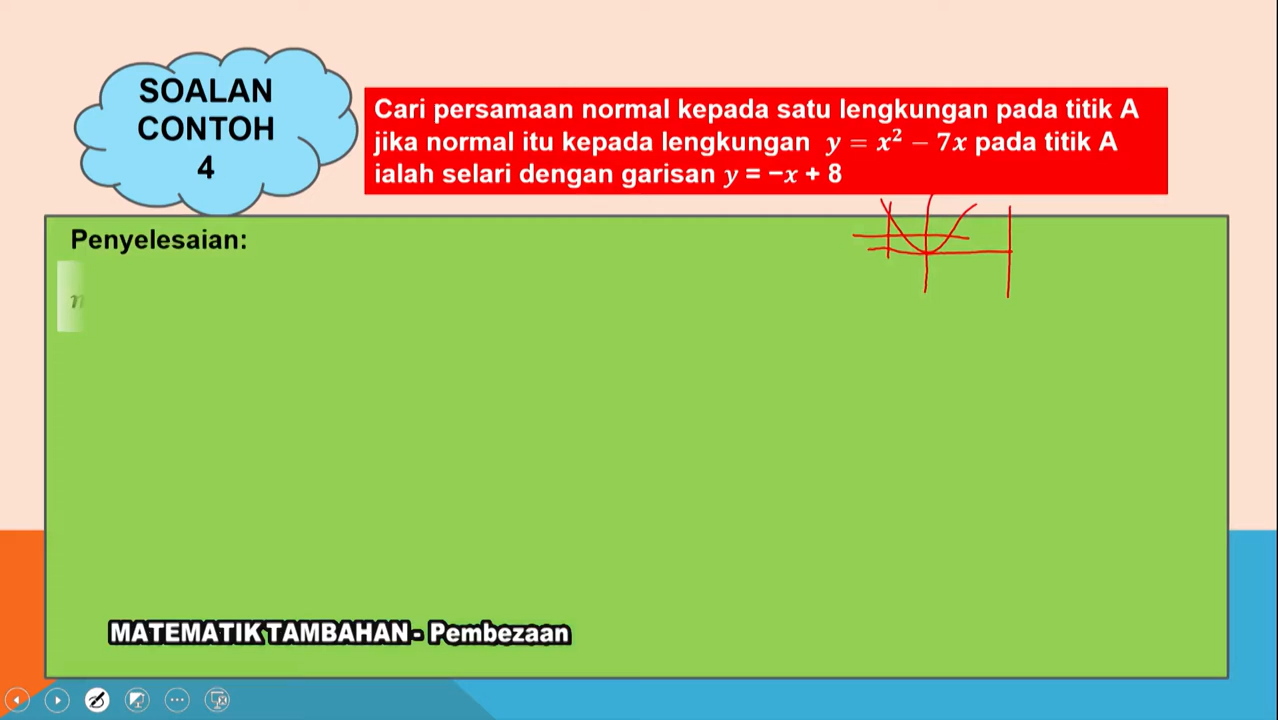 SOALAN
CONTOH
4
Cari persamaan normal kepada satu lengkungan pada titik A
jika normal itu kepada lengkungan y = x² − 7x pada titik A
ialah selari dengan garisan y = −x + 8
Penyelesaian:
MATEMATIK TAMBAHAN - Pembezaan